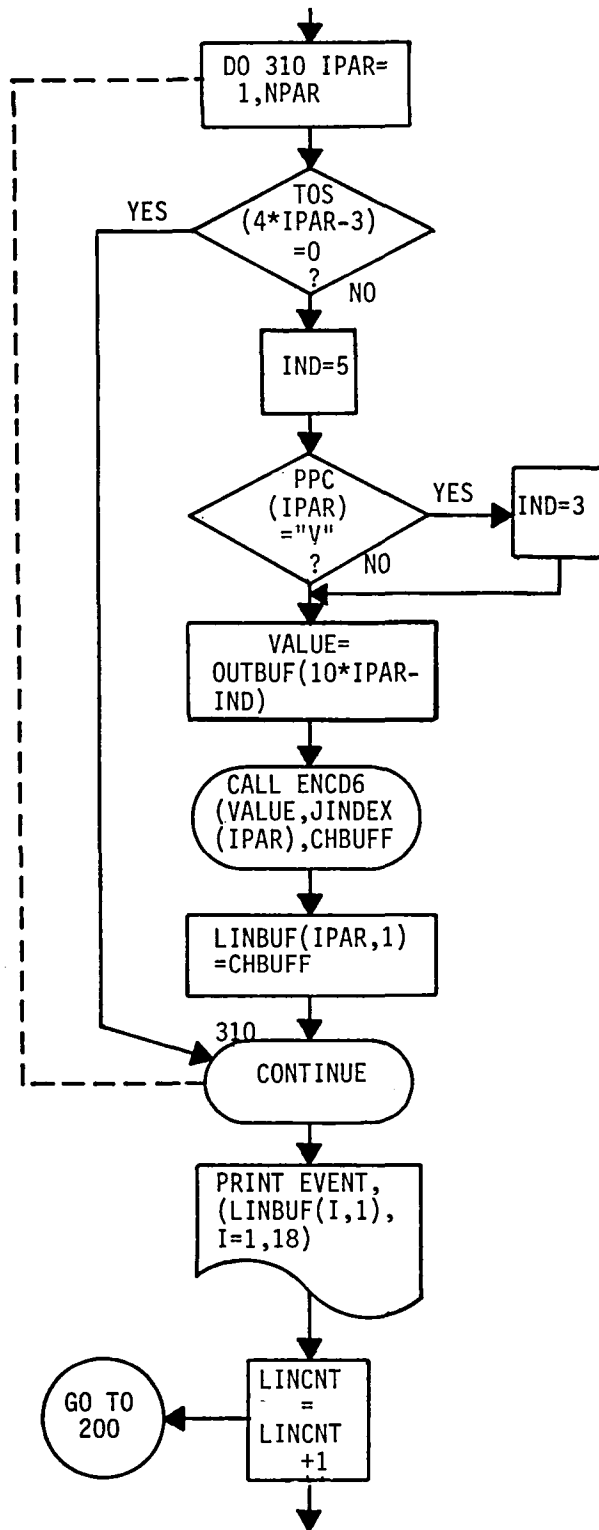 DO 310 IPAR=
1,NPAR
TOS
(4*IPAR-3)
=0
?
YES
NO
IND=5
PPC
(IPAR)
="V"
?
YES
NO
IND=3
VALUE=
OUTBUF(10*IPAR-
IND)
CALL ENCD6
(VALUE,JINDEX
(IPAR),CHBUFF
LINBUF(IPAR,1)
=CHBUFF
310
CONTINUE
PRINT EVENT,
(LINBUF(I,1),
I=1,18)
LINCNT
=
LINCNT
+1
GO TO
200